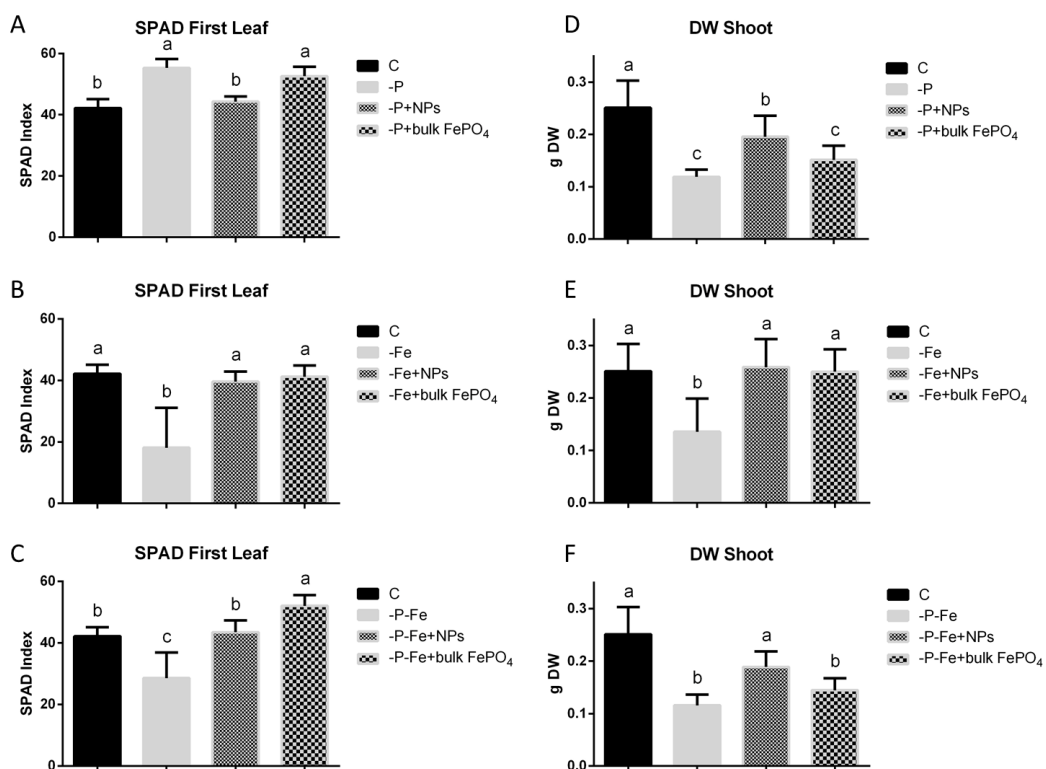 A
SPAD First Leaf
SPAD Index
60
40
20
0
b
a
b
a
C
-P
-P+NPs
-P+bulk FePO₄
D
DW Shoot
g DW
0.3
0.2
0.1
0.0
a
c
b
c
C
-P
-P+NPs
-P+bulk FePO₄
B
SPAD First Leaf
SPAD Index
60
40
20
0
a
b
a
a
C
-Fe
-Fe+NPs
-Fe+bulk FePO₄
E
DW Shoot
g DW
0.3
0.2
0.1
0.0
a
b
a
a
C
-Fe
-Fe+NPs
-Fe+bulk FePO₄
C
SPAD First Leaf
SPAD Index
60
40
20
0
b
c
b
a
C
-P-Fe
-P-Fe+NPs
-P-Fe+bulk FePO₄
F
DW Shoot
g DW
0.3
0.2
0.1
0.0
a
b
a
b
C
-P-Fe
-P-Fe+NPs
-P-Fe+bulk FePO₄